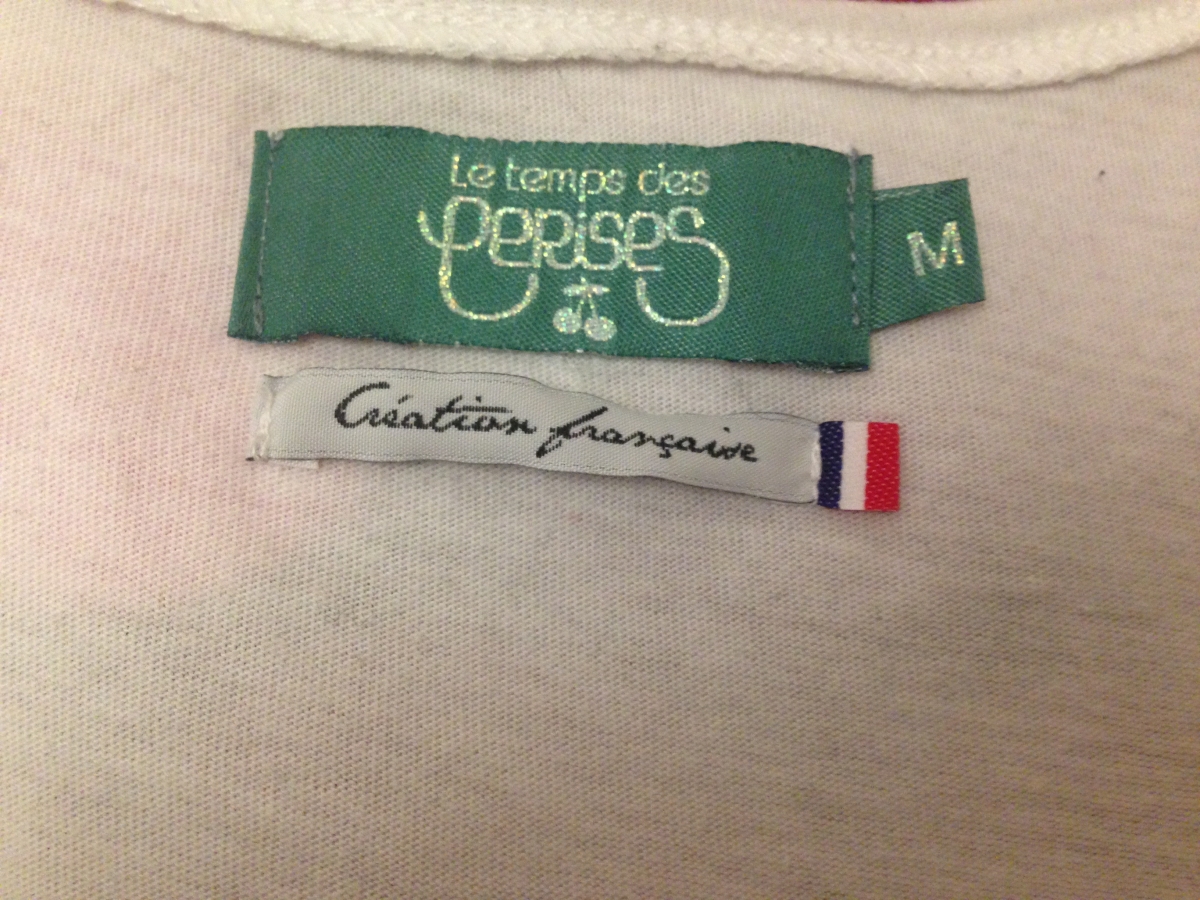 Le temps des
cerises
M
Création française